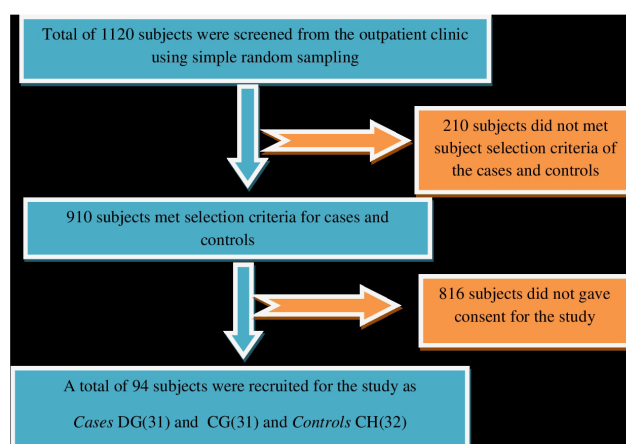 Total of 1120 subjects were screened from the outpatient clinic
using simple random sampling
210 subjects did not met
subject selection criteria of
the cases and controls
910 subjects met selection criteria for cases and
controls
816 subjects did not gave
consent for the study
A total of 94 subjects were recruited for the study as
Cases DG(31) and CG(31) and Controls CH(32)